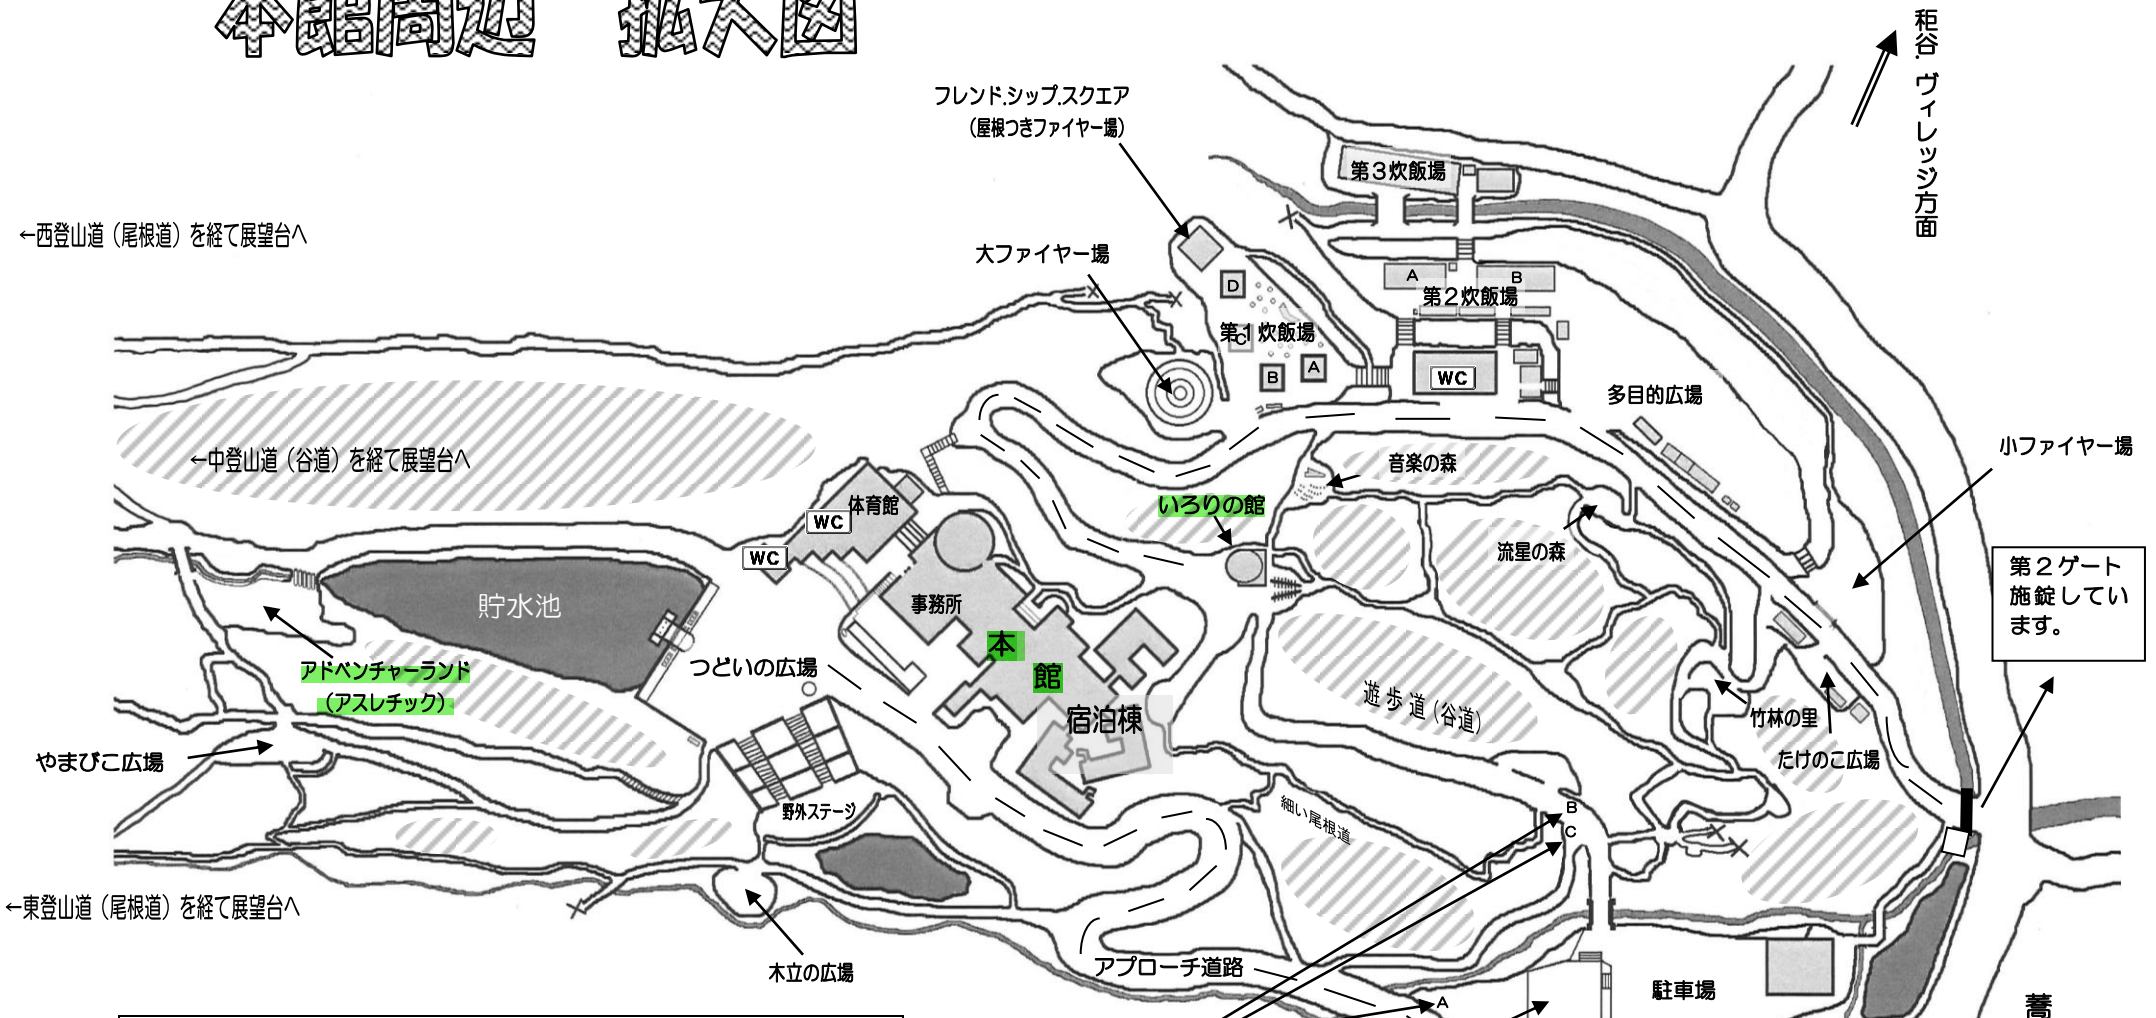 本館周辺 拡大図
秬谷.ヴィレッジ方面
フレンド.シップ.スクエア
(屋根つきファイヤー場)
第3炊飯場
←西登山道(尾根道)を経て展望台へ
大ファイヤー場
A
B
第2炊飯場
D
第1炊飯場
C
B
A
WC
多目的広場
小ファイヤー場
←中登山道(谷道)を経て展望台へ
音楽の森
体育館
WC
いろりの館
WC
流星の森
第2ゲート
施錠してい
ます。
貯水池
事務所
本
館
アドベンチャーランド
(アスレチック)
つどいの広場
宿泊棟
遊歩道(谷道)
竹林の里
たけのこ広場
やまびこ広場
野外ステージ
細い尾根道
B
C
←東登山道(尾根道)を経て展望台へ
木立の広場
アプローチ道路
A
駐車場